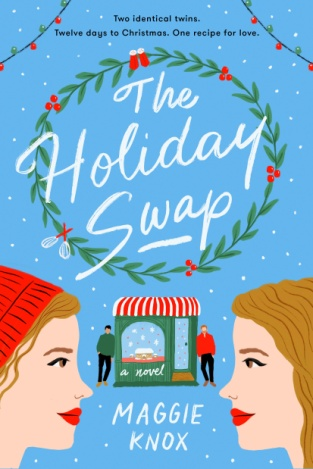 Two identical twins.
Twelve days to Christmas. One recipe for love.
The
Holiday
Swap
a novel
MAGGIE
KNOX